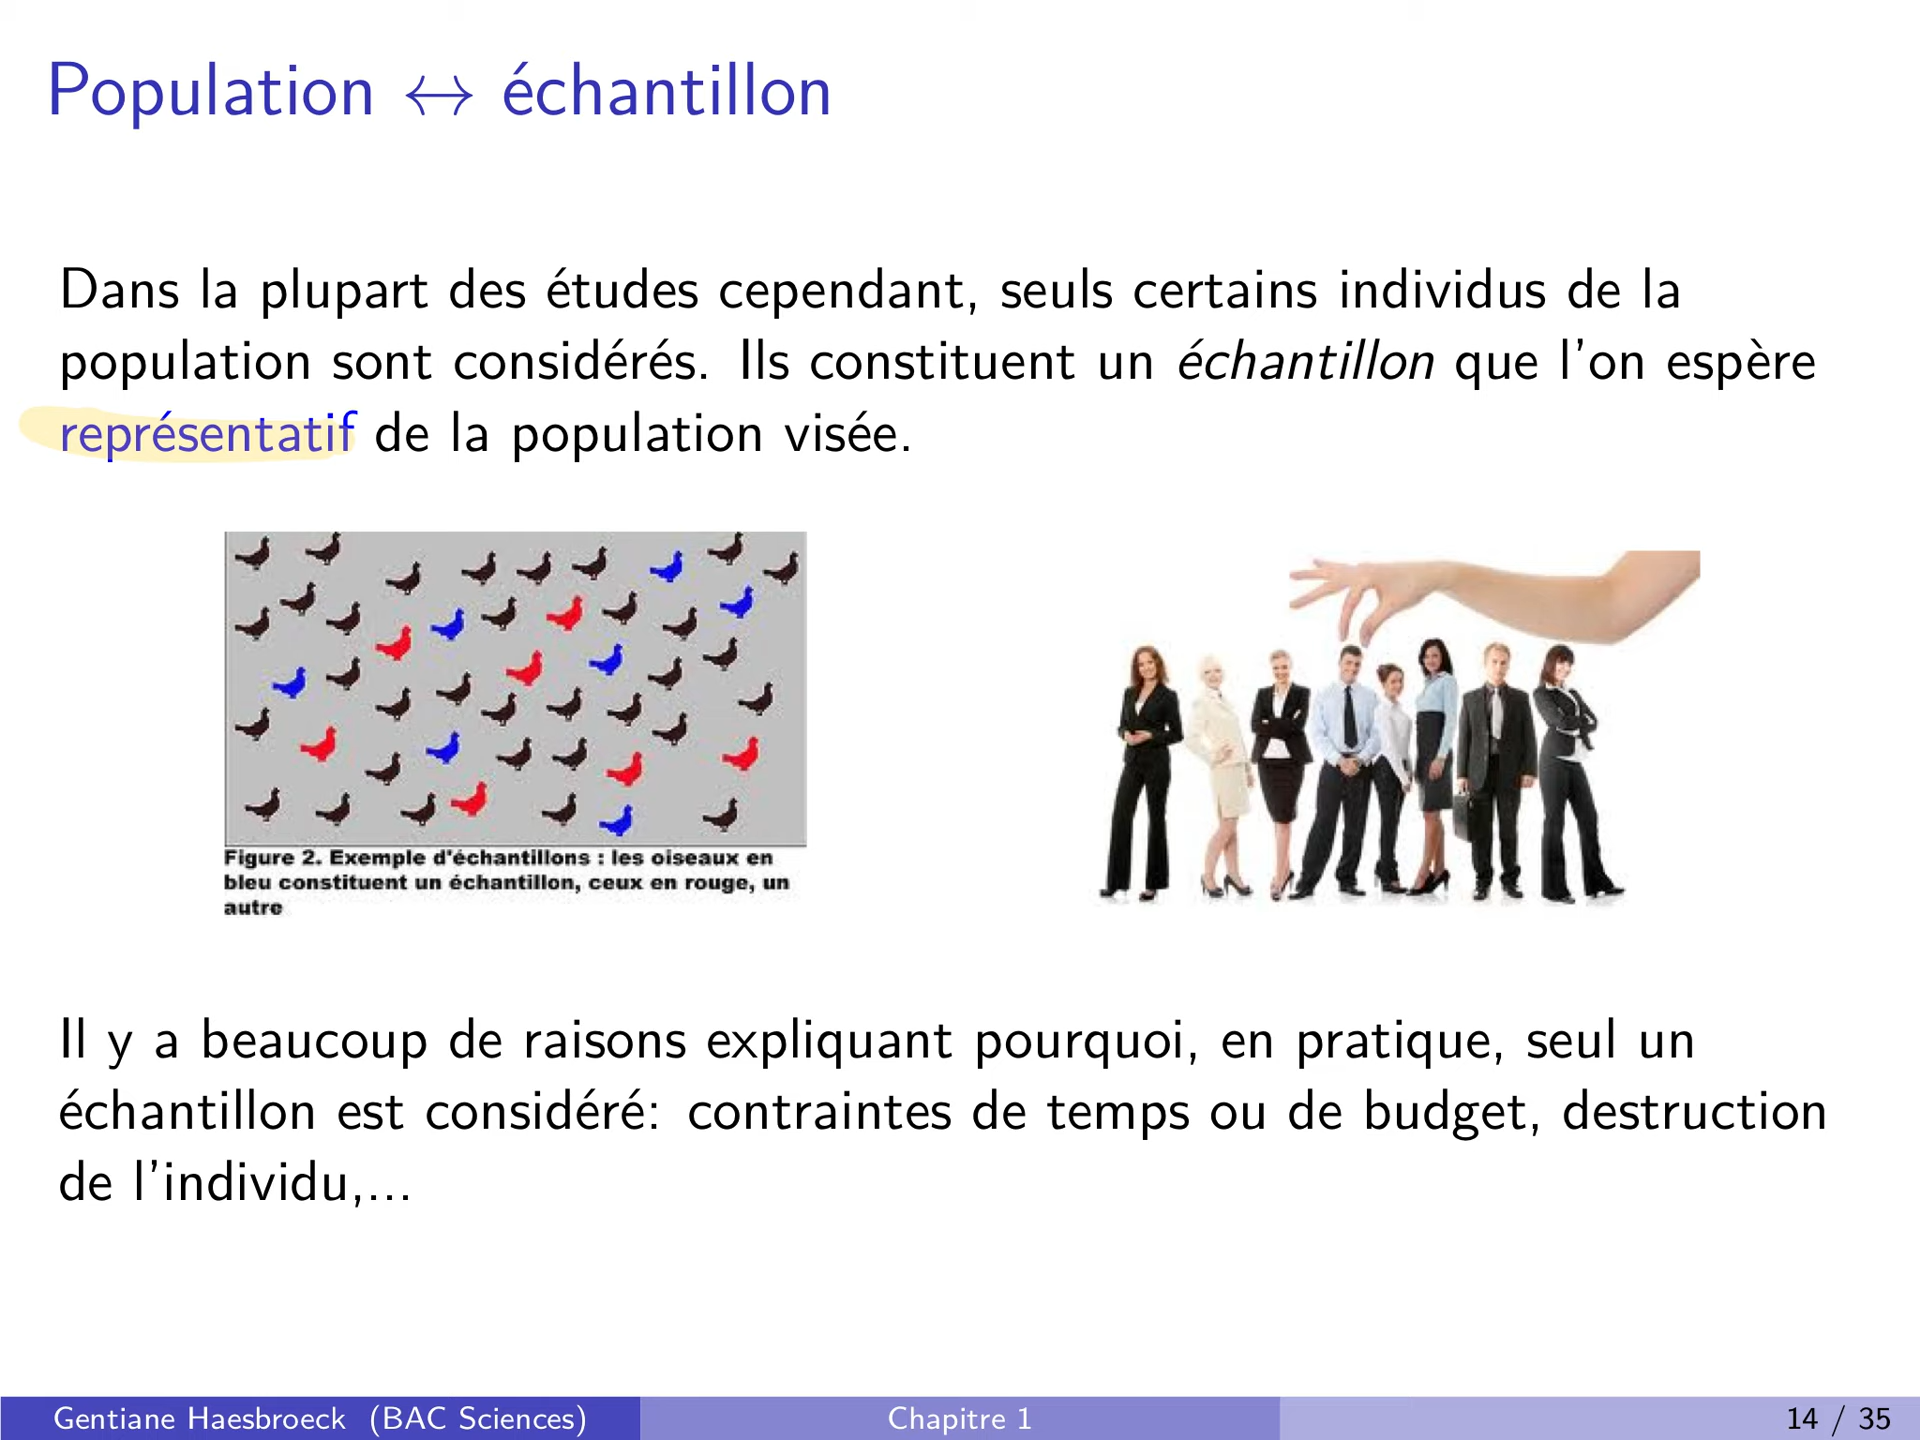 Population ↔ échantillon
Dans la plupart des études cependant, seuls certains individus de la
population sont considérés. Ils constituent un échantillon que l'on espère
représentatif de la population visée.
Figure 2. Exemple d'échantillons : les oiseaux en
bleu constituent un échantillon, ceux en rouge, un
autre
Il y a beaucoup de raisons expliquant pourquoi, en pratique, seul un
échantillon est considéré: contraintes de temps ou de budget, destruction
de l'individu,...
Gentiane Haesbroeck (BAC Sciences)
Chapitre 1
14 / 35